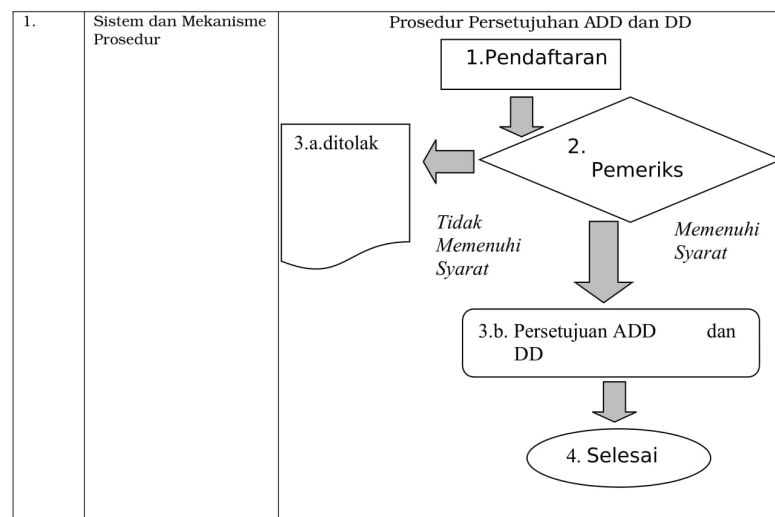 1.
Sistem dan Mekanisme
Prosedur
Prosedur Persetujuhan ADD dan DD
1.Pendaftaran
2.
Pemeriks
3.a.ditolak
Tidak
Memenuhi
Syarat
Memenuhi
Syarat
3.b. Persetujuan ADD dan
DD
4. Selesai